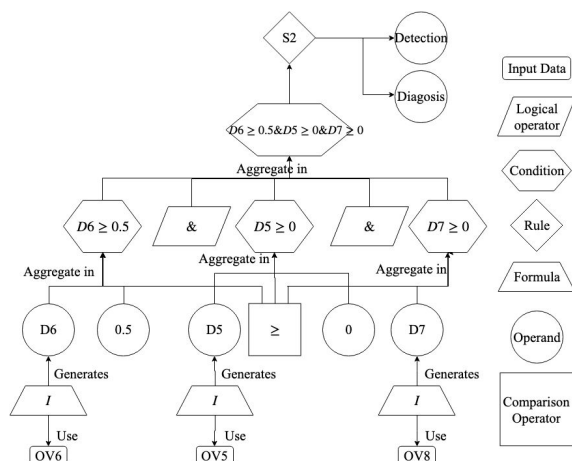 S2
Detection
Diagosis
D6 ≥ 0.5&D5 ≥ 0&D7 ≥ 0
Aggregate in
D6 ≥ 0.5
&
D5 ≥ 0
&
D7 ≥ 0
Aggregate in
Aggregate in
Aggregate in
D6
0.5
D5
≥
0
D7
Generates
Generates
Generates
I
I
I
Use
Use
Use
OV6
OV5
OV8
Input Data
Logical
operator
Condition
Rule
Formula
Operand
Comparison
Operator